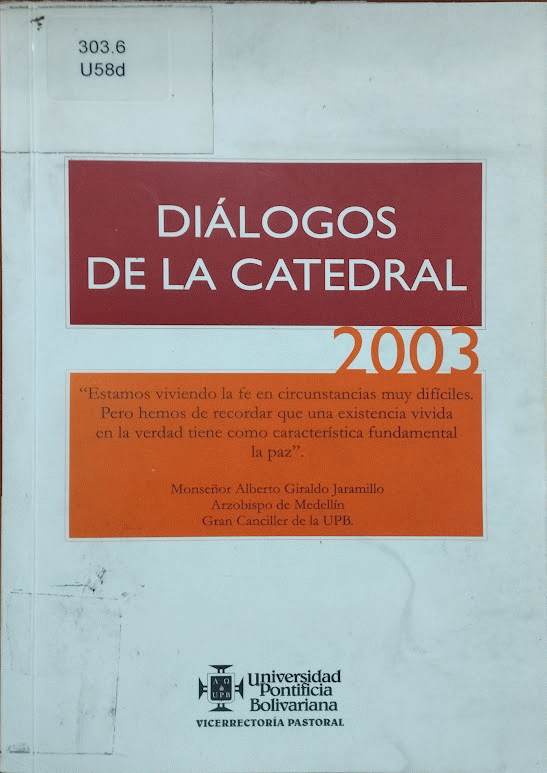 303.6
U58d
DIÁLOGOS
DE LA CATEDRAL
2003
“Estamos viviendo la fe en circunstancias muy difíciles.
Pero hemos de recordar que una existencia vivida
en la verdad tiene como característica fundamental
la paz”.
Monseñor Alberto Giraldo Jaramillo
Arzobispo de Medellín
Gran Canciller de la UPB.
A Ω
&
UPB
Universidad
Pontificia
Bolivariana
VICERRECTORÍA PASTORAL